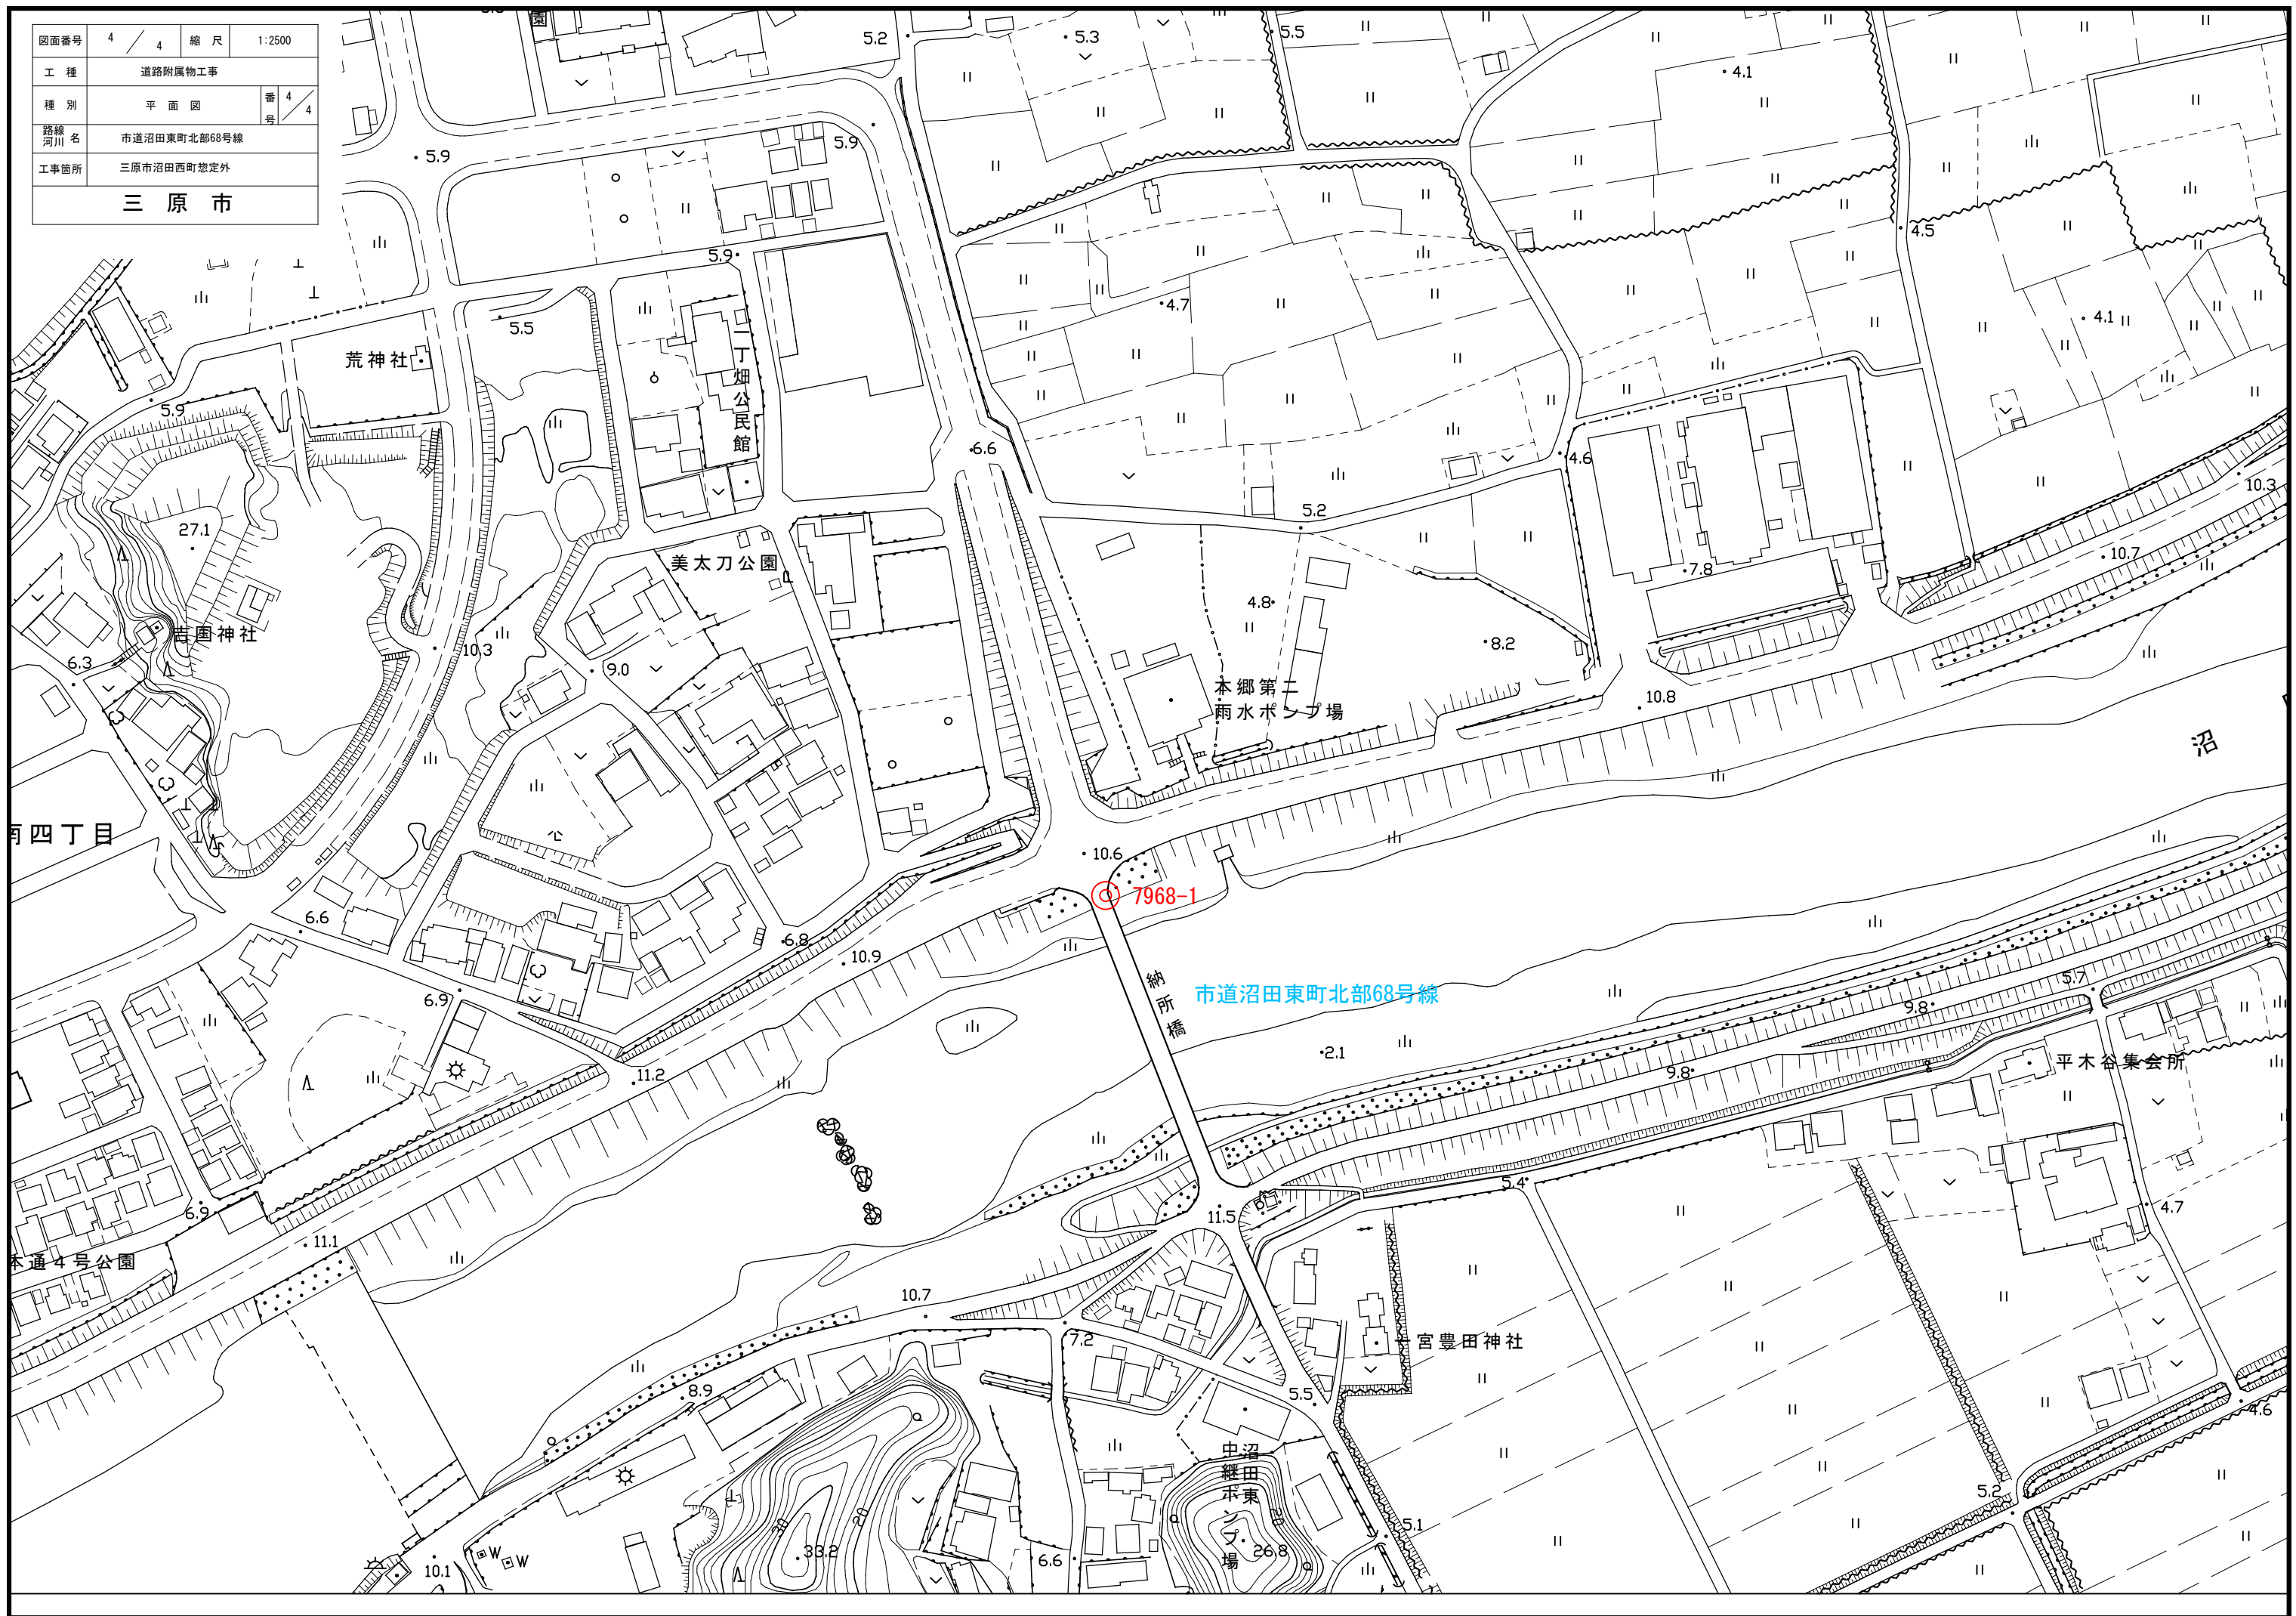 図面番号 4/4 縮尺 1:2500
工種 道路附属物工事
種別 平面図 番号 4/4
路線河川名 市道沼田東町北部68号線
工事箇所 三原市沼田西町惣定外
三原市
園
5.2
5.3
5.5
4.1
5.9
5.9
5.9
4.5
4.7
4.1
5.5
荒神社
一丁畑公民館
5.9
6.6
4.6
10.3
27.1
5.2
10.7
美太刀公園
7.8
4.8
吉国神社
8.2
6.3
10.3
9.0
本郷第二
雨水ポンプ場
10.8
沼
南四丁目
10.6
7968-1
6.6
6.8
10.9
納所橋
市道沼田東町北部68号線
6.9
5.7
9.8
2.1
11.2
9.8
平木谷集会所
5.4
6.9
11.5
4.7
11.1
本通4号公園
10.7
7.2
一宮豊田神社
8.9
5.5
4.6
沼田東
中継ポンプ場
30
20
20
5.2
5.1
33.2
26.8
6.6
W
W
10.1